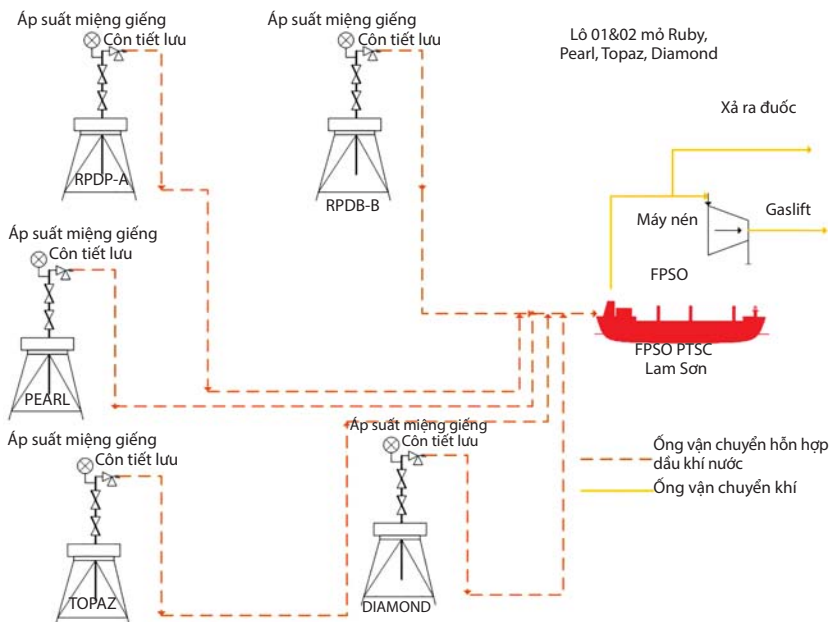 Áp suất miệng giếng
Côn tiết lưu
RPDP-A
Áp suất miệng giếng
Côn tiết lưu
RPDB-B
Lô 01&02 mỏ Ruby,
Pearl, Topaz, Diamond
Xả ra đuốc
Máy nén
Gaslift
FPSO
FPSO PTSC
Lam Sơn
Áp suất miệng giếng
Côn tiết lưu
PEARL
Áp suất miệng giếng
Côn tiết lưu
TOPAZ
Áp suất miệng giếng
Côn tiết lưu
DIAMOND
Ống vận chuyển hỗn hợp
dầu khí nước
Ống vận chuyển khí